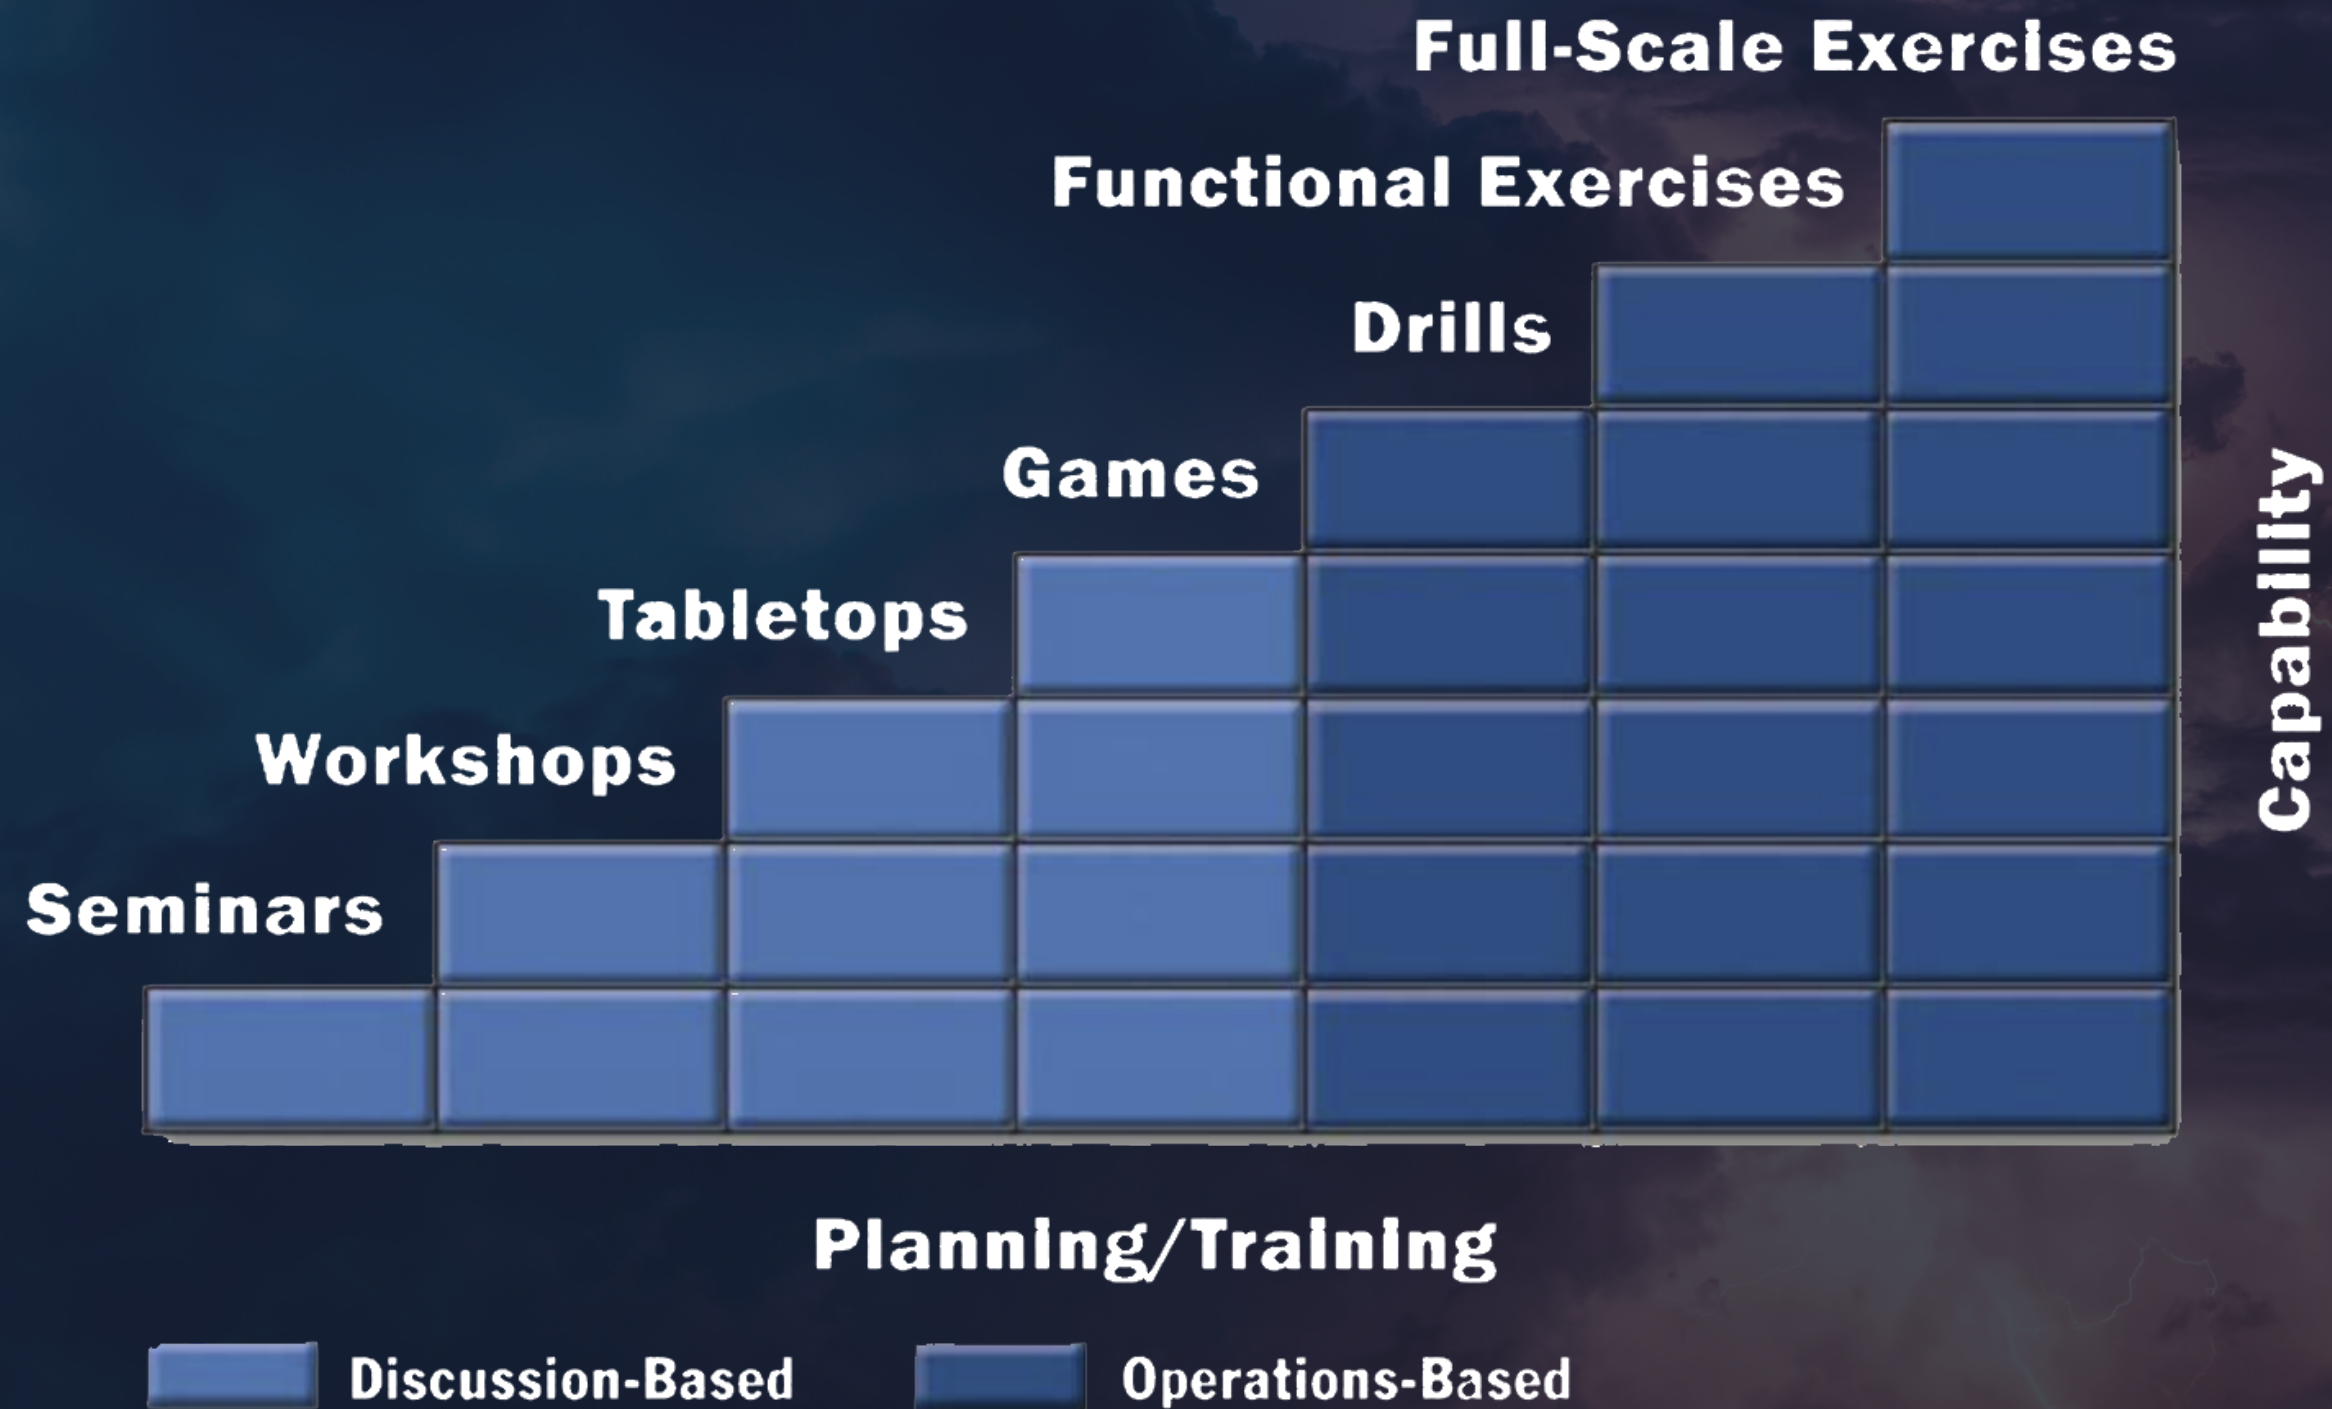 Full-Scale Exercises
Functional Exercises
Drills
Games
Tabletops
Workshops
Seminars
Capability
Planning/Training
Discussion-Based
Operations-Based